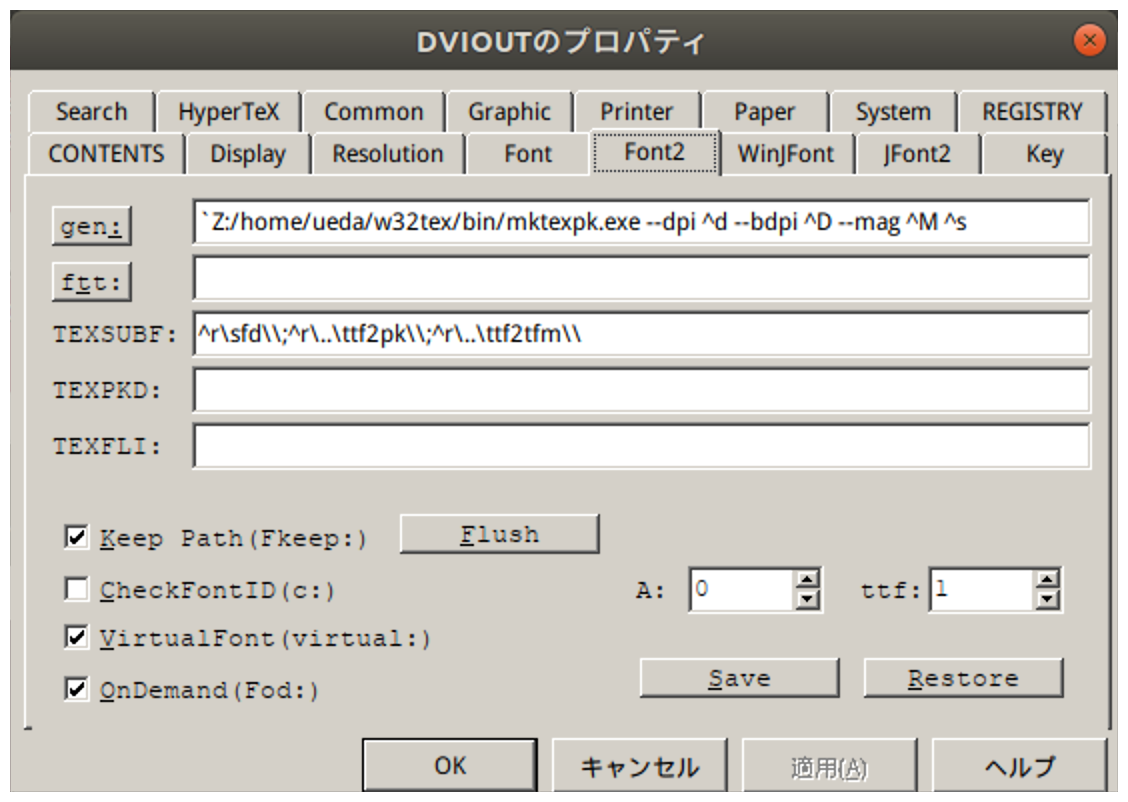 DVIOUTのプロパティ
Search HyperTeX Common Graphic Printer Paper System REGISTRY
CONTENTS Display Resolution Font Font2 WinJFont JFont2 Key
gen: `Z:/home/ueda/w32tex/bin/mktexpk.exe --dpi ^d --bdpi ^D --mag ^M ^s
ftt:
TEXSUBF: ^r\sfd\\;^r\..\ttf2pk\\;^r\..\ttf2tfm\\
TEXPKD:
TEXFLI:
Keep Path(Fkeep:) Flush
CheckFontID(c:) A: 0 ttf: 1
VirtualFont(virtual:)
OnDemand(Fod:) Save Restore
OK キャンセル 適用(A) ヘルプ